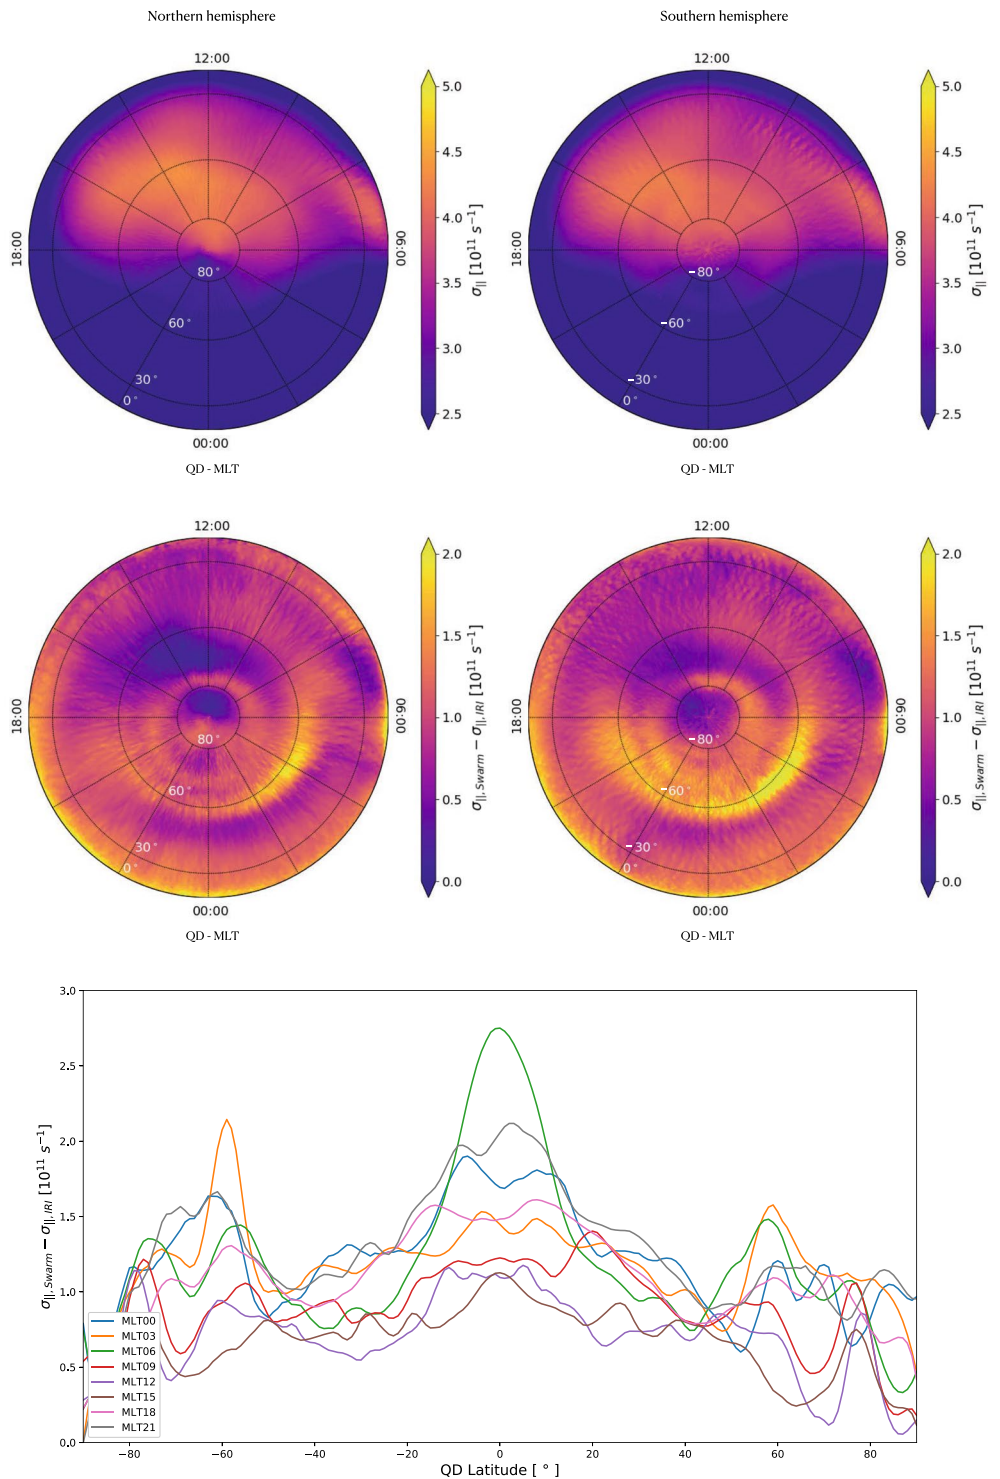 Northern hemisphere
Southern hemisphere
12:00
12:00
5.0
4.5
4.0
3.5
3.0
2.5
σ||[10¹¹ s⁻¹]
18:00
06:00
80°
60°
30°
0°
00:00
QD - MLT
5.0
4.5
4.0
3.5
3.0
2.5
σ||[10¹¹ s⁻¹]
18:00
06:00
−80°
−60°
−30°
0°
00:00
QD - MLT
12:00
12:00
2.0
1.5
1.0
0.5
0.0
σ||,Swarm − σ||,IRI [10¹¹ s⁻¹]
18:00
06:00
80°
60°
30°
0°
00:00
QD - MLT
2.0
1.5
1.0
0.5
0.0
σ||,Swarm − σ||,IRI [10¹¹ s⁻¹]
18:00
06:00
−80°
−60°
−30°
0°
00:00
QD - MLT
3.0
2.5
2.0
1.5
1.0
0.5
0.0
σ||,Swarm − σ||,IRI [10¹¹ s⁻¹]
MLT00
MLT03
MLT06
MLT09
MLT12
MLT15
MLT18
MLT21
−80 −60 −40 −20 0 20 40 60 80
QD Latitude [ ° ]